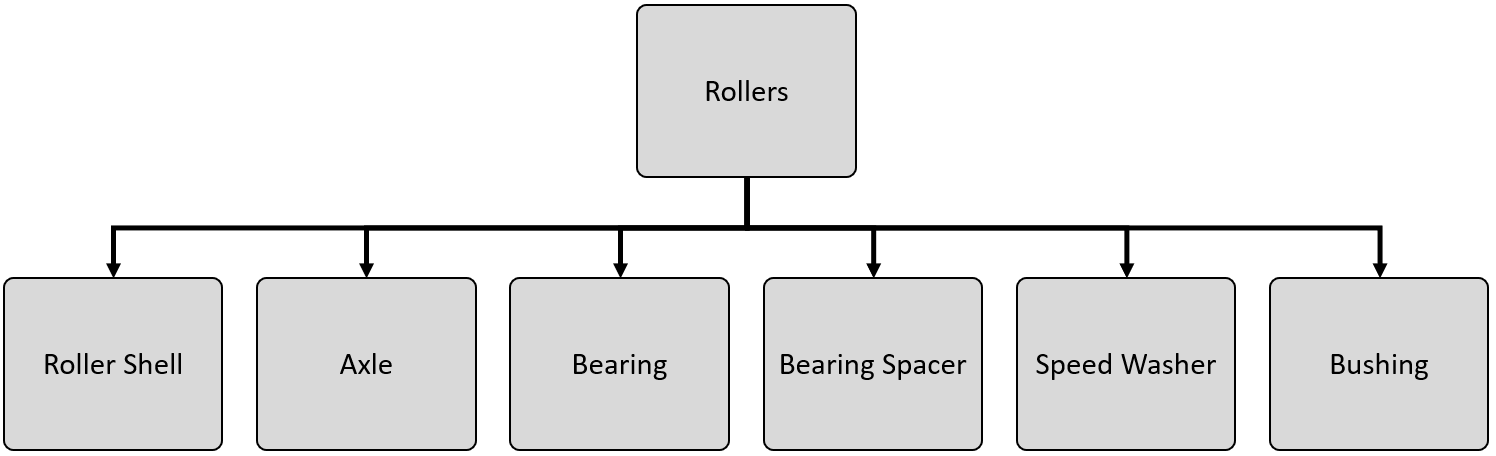 Rollers
Roller Shell
Axle
Bearing
Bearing Spacer
Speed Washer
Bushing